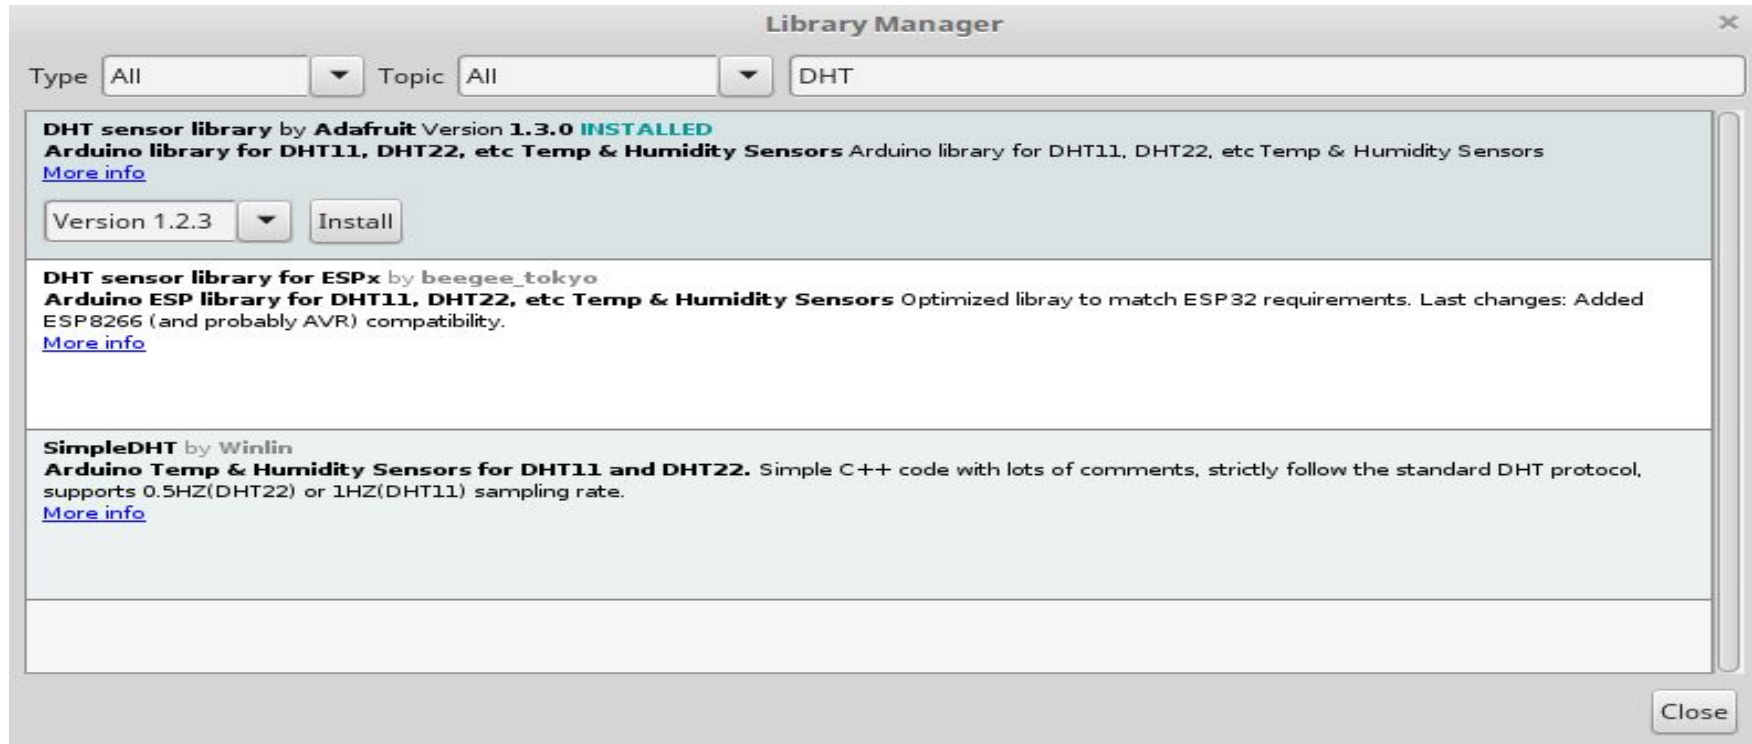 Library Manager ×
Type All Topic All DHT
DHT sensor library by Adafruit Version 1.3.0 INSTALLED
Arduino library for DHT11, DHT22, etc Temp & Humidity Sensors Arduino library for DHT11, DHT22, etc Temp & Humidity Sensors
More info
Version 1.2.3 Install
DHT sensor library for ESPx by beegee_tokyo
Arduino ESP library for DHT11, DHT22, etc Temp & Humidity Sensors Optimized libray to match ESP32 requirements. Last changes: Added
ESP8266 (and probably AVR) compatibility.
More info
SimpleDHT by Winlin
Arduino Temp & Humidity Sensors for DHT11 and DHT22. Simple C++ code with lots of comments, strictly follow the standard DHT protocol,
supports 0.5HZ(DHT22) or 1HZ(DHT11) sampling rate.
More info
Close